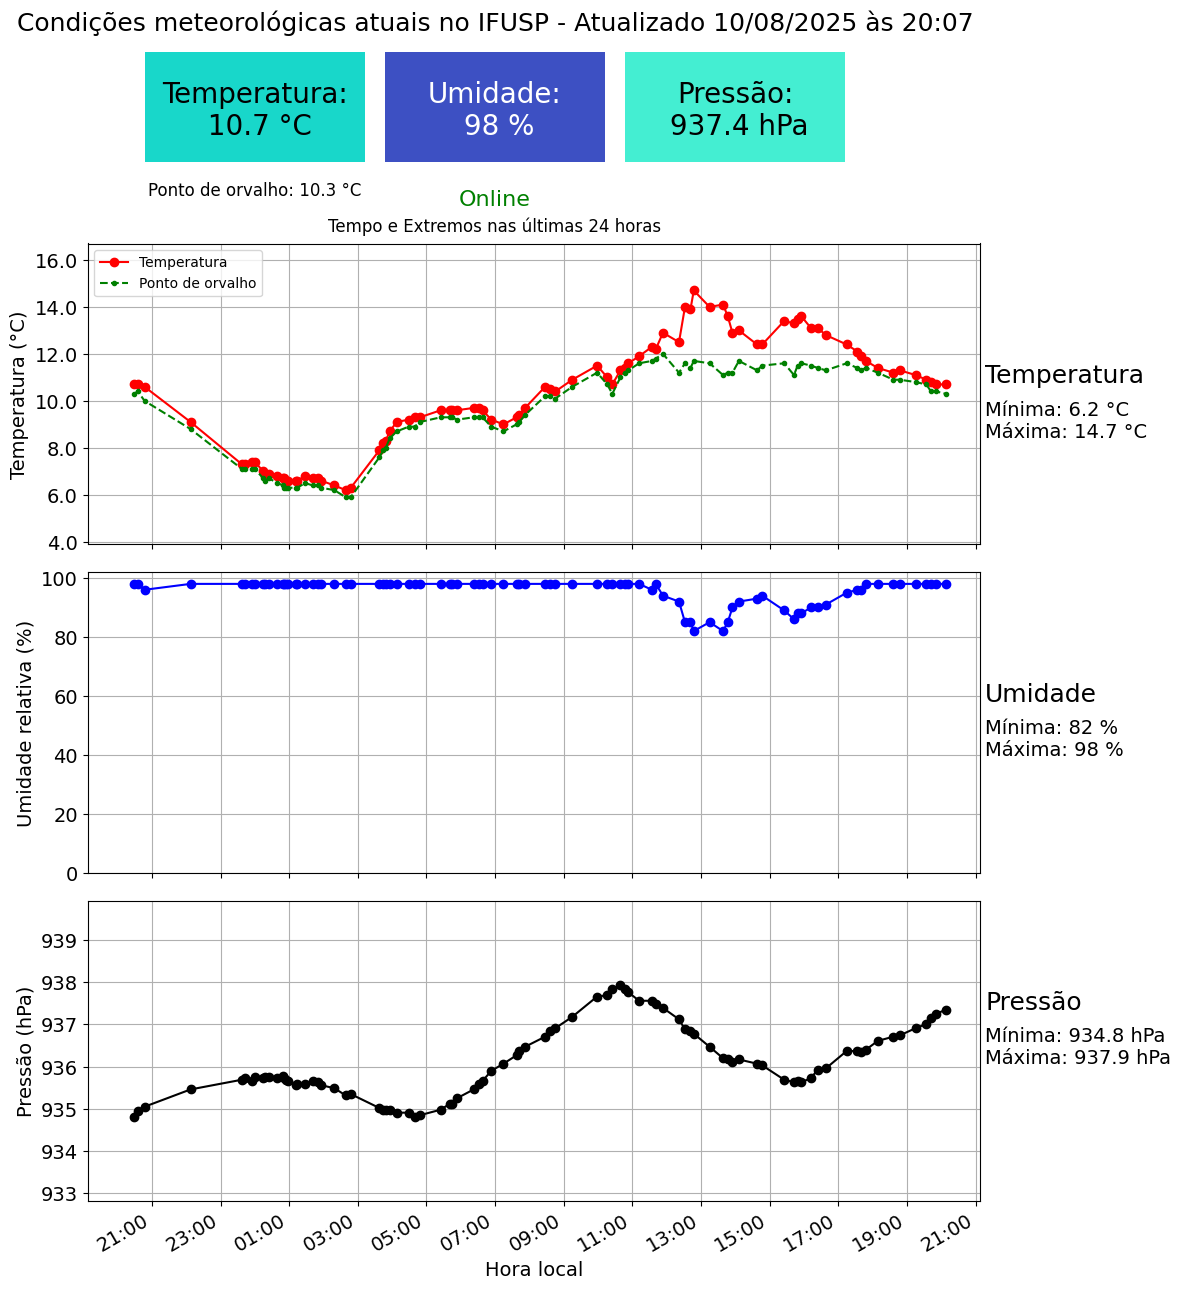 Condições meteorológicas atuais no IFUSP - Atualizado 10/08/2025 às 20:07
Temperatura:
10.7 °C
Umidade:
98 %
Pressão:
937.4 hPa
Ponto de orvalho: 10.3 °C
Online
Tempo e Extremos nas últimas 24 horas
Temperatura (°C)
16.0
14.0
12.0
10.0
8.0
6.0
4.0
Temperatura
Ponto de orvalho
Temperatura
Mínima: 6.2 °C
Máxima: 14.7 °C
Umidade relativa (%)
100
80
60
40
20
0
Umidade
Mínima: 82 %
Máxima: 98 %
Pressão (hPa)
939
938
937
936
935
934
933
Pressão
Mínima: 934.8 hPa
Máxima: 937.9 hPa
21:00 23:00 01:00 03:00 05:00 07:00 09:00 11:00 13:00 15:00 17:00 19:00 21:00
Hora local